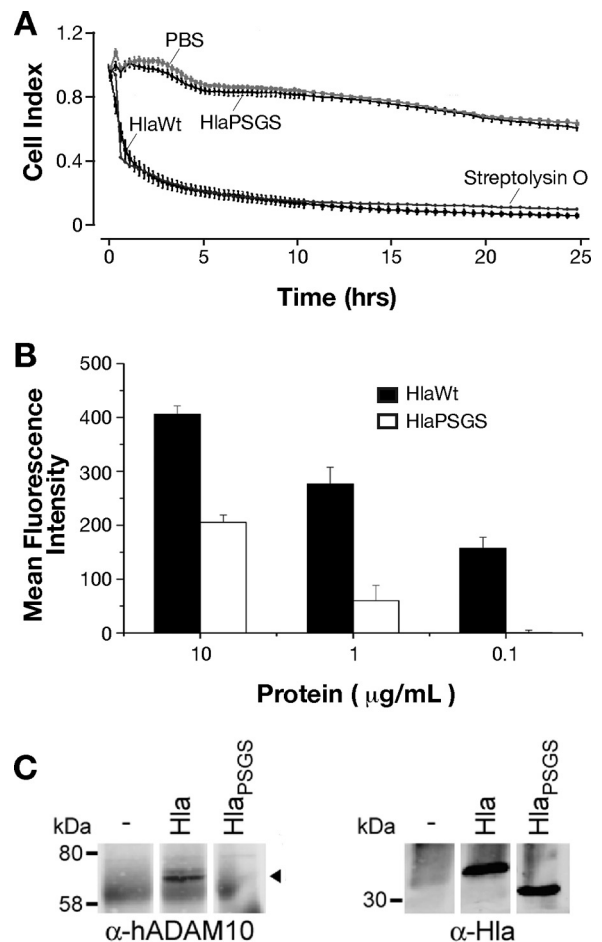 A
1.2
PBS
0.8
HlaPSGS
HlaWt
Cell Index
0.4
Streptolysin O
0
0 5 10 15 20 25
Time (hrs)
B
500
400
300
200
100
0
HlaWt
HlaPSGS
Mean Fluorescence
Intensity
10 1 0.1
Protein ( μg/mL )
C
kDa - Hla HlaPSGS
80
58
α-hADAM10
kDa - Hla HlaPSGS
30
α-Hla